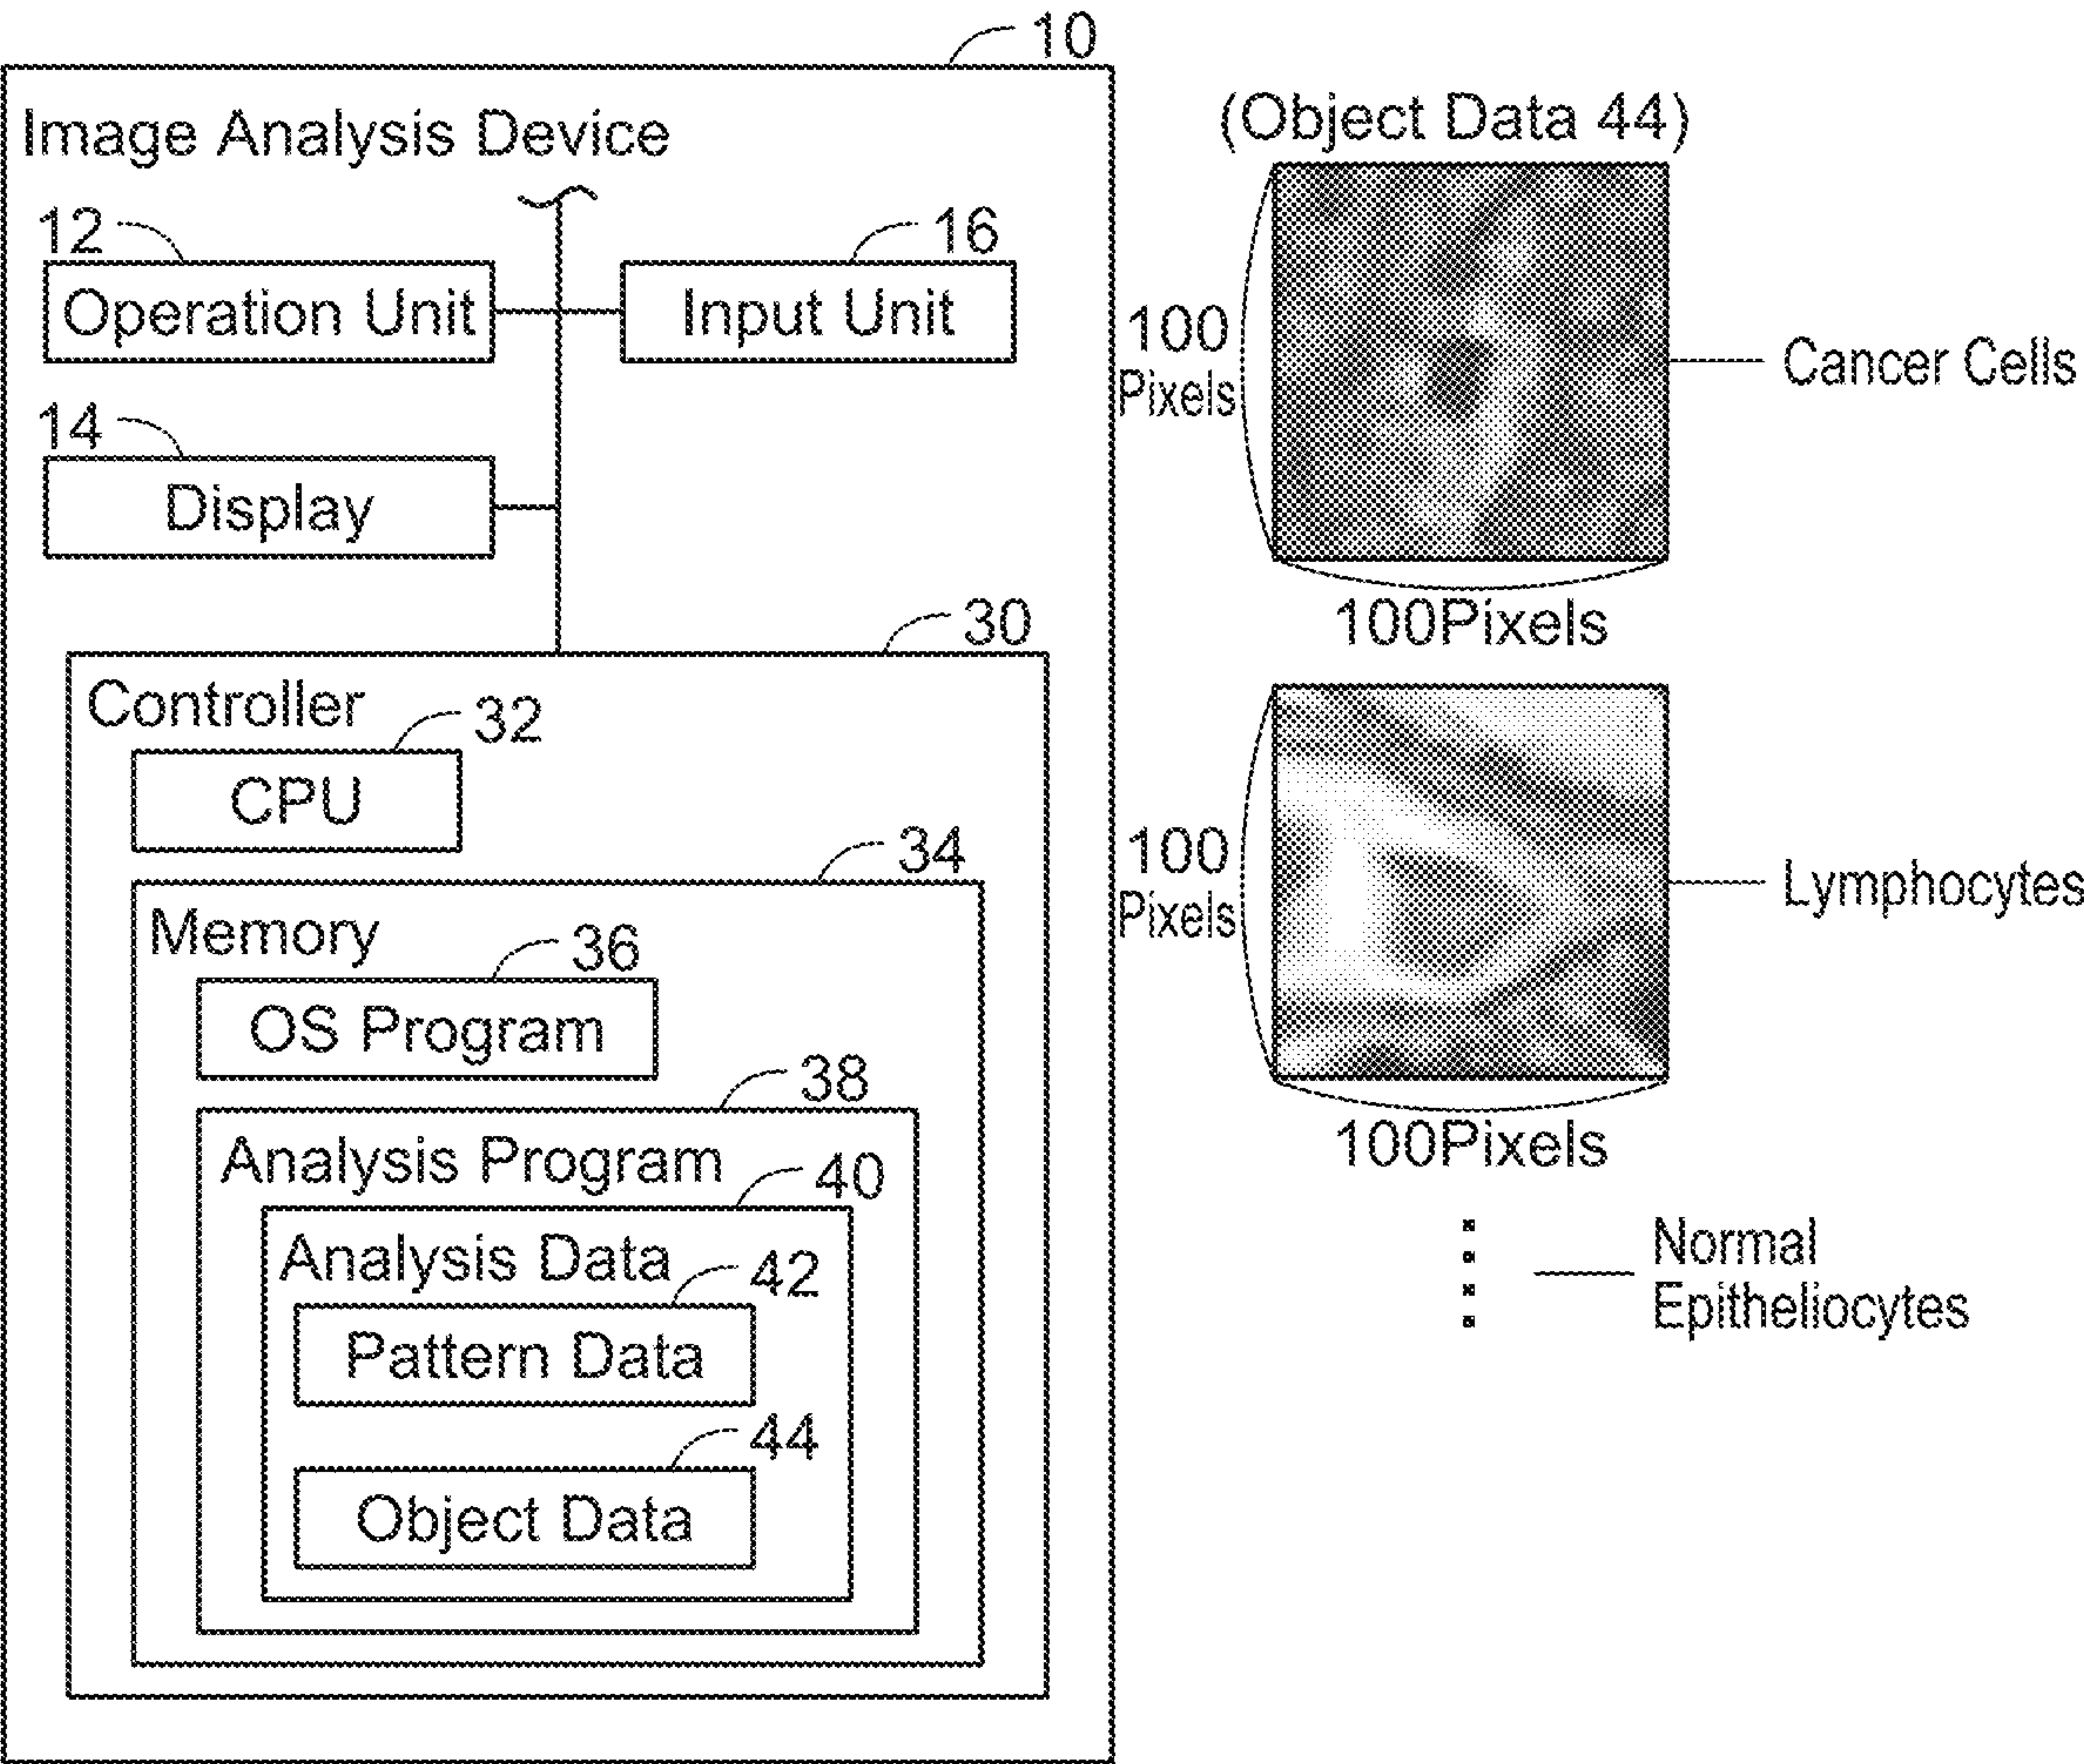 10
Image Analysis Device
12
16
Operation Unit
Input Unit
14
Display
30
Controller
32
CPU
34
Memory
36
OS Program
38
Analysis Program
40
Analysis Data
42
Pattern Data
44
Object Data
(Object Data 44)
100
Pixels
Cancer Cells
100Pixels
100
Pixels
Lymphocytes
100Pixels
Normal
Epitheliocytes